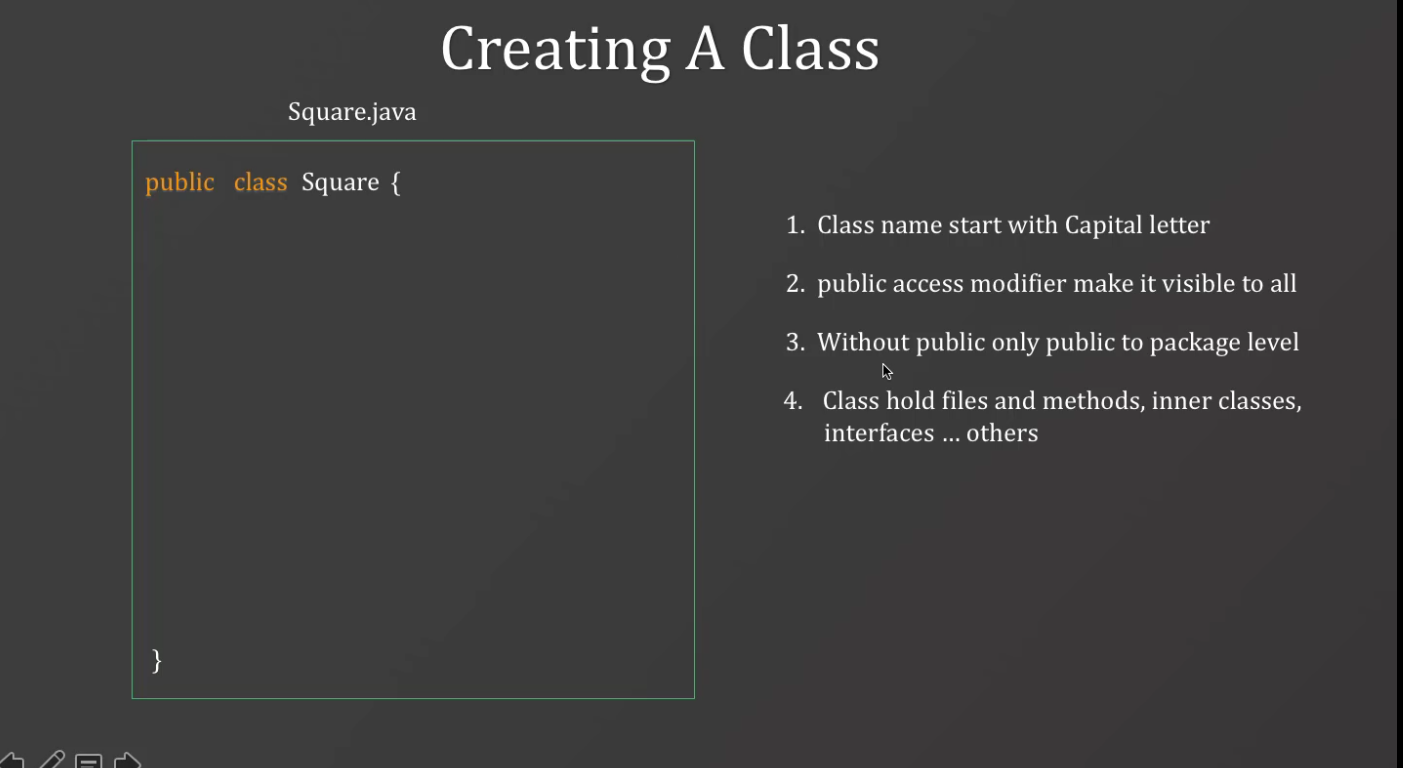 Creating A Class
Square.java
public class Square {
}
1. Class name start with Capital letter
2. public access modifier make it visible to all
3. Without public only public to package level
4. Class hold files and methods, inner classes,
interfaces ... others